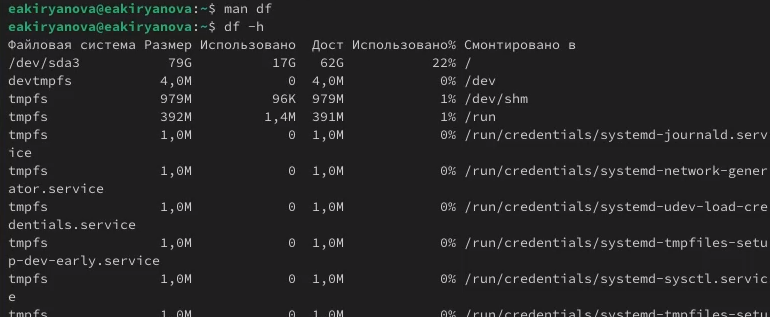 eakiryanova@eakiryanova:~$ man df
eakiryanova@eakiryanova:~$ df -h
Файловая система Размер Использовано  Дост Использовано% Смонтировано в
/dev/sda3           79G          17G   62G           22% /
devtmpfs           4,0M            0  4,0M            0% /dev
tmpfs              979M          96K  979M            1% /dev/shm
tmpfs              392M         1,4M  391M            1% /run
tmpfs              1,0M            0  1,0M            0% /run/credentials/systemd-journald.serv
ice
tmpfs              1,0M            0  1,0M            0% /run/credentials/systemd-network-gener
ator.service
tmpfs              1,0M            0  1,0M            0% /run/credentials/systemd-udev-load-cre
dentials.service
tmpfs              1,0M            0  1,0M            0% /run/credentials/systemd-tmpfiles-setu
p-dev-early.service
tmpfs              1,0M            0  1,0M            0% /run/credentials/systemd-sysctl.servic
e
tmpfs              1,0M            0  1,0M            0% /run/credentials/systemd-tmpfiles-setu